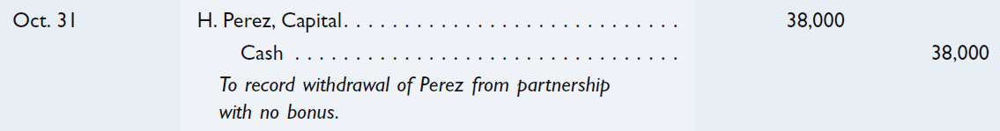 Oct. 31 H. Perez, Capital. . . . . . . . . . . . . . . . . . . . . . . . . . . . 38,000
Cash . . . . . . . . . . . . . . . . . . . . . . . . . . . . . . . . 38,000
To record withdrawal of Perez from partnership
with no bonus.